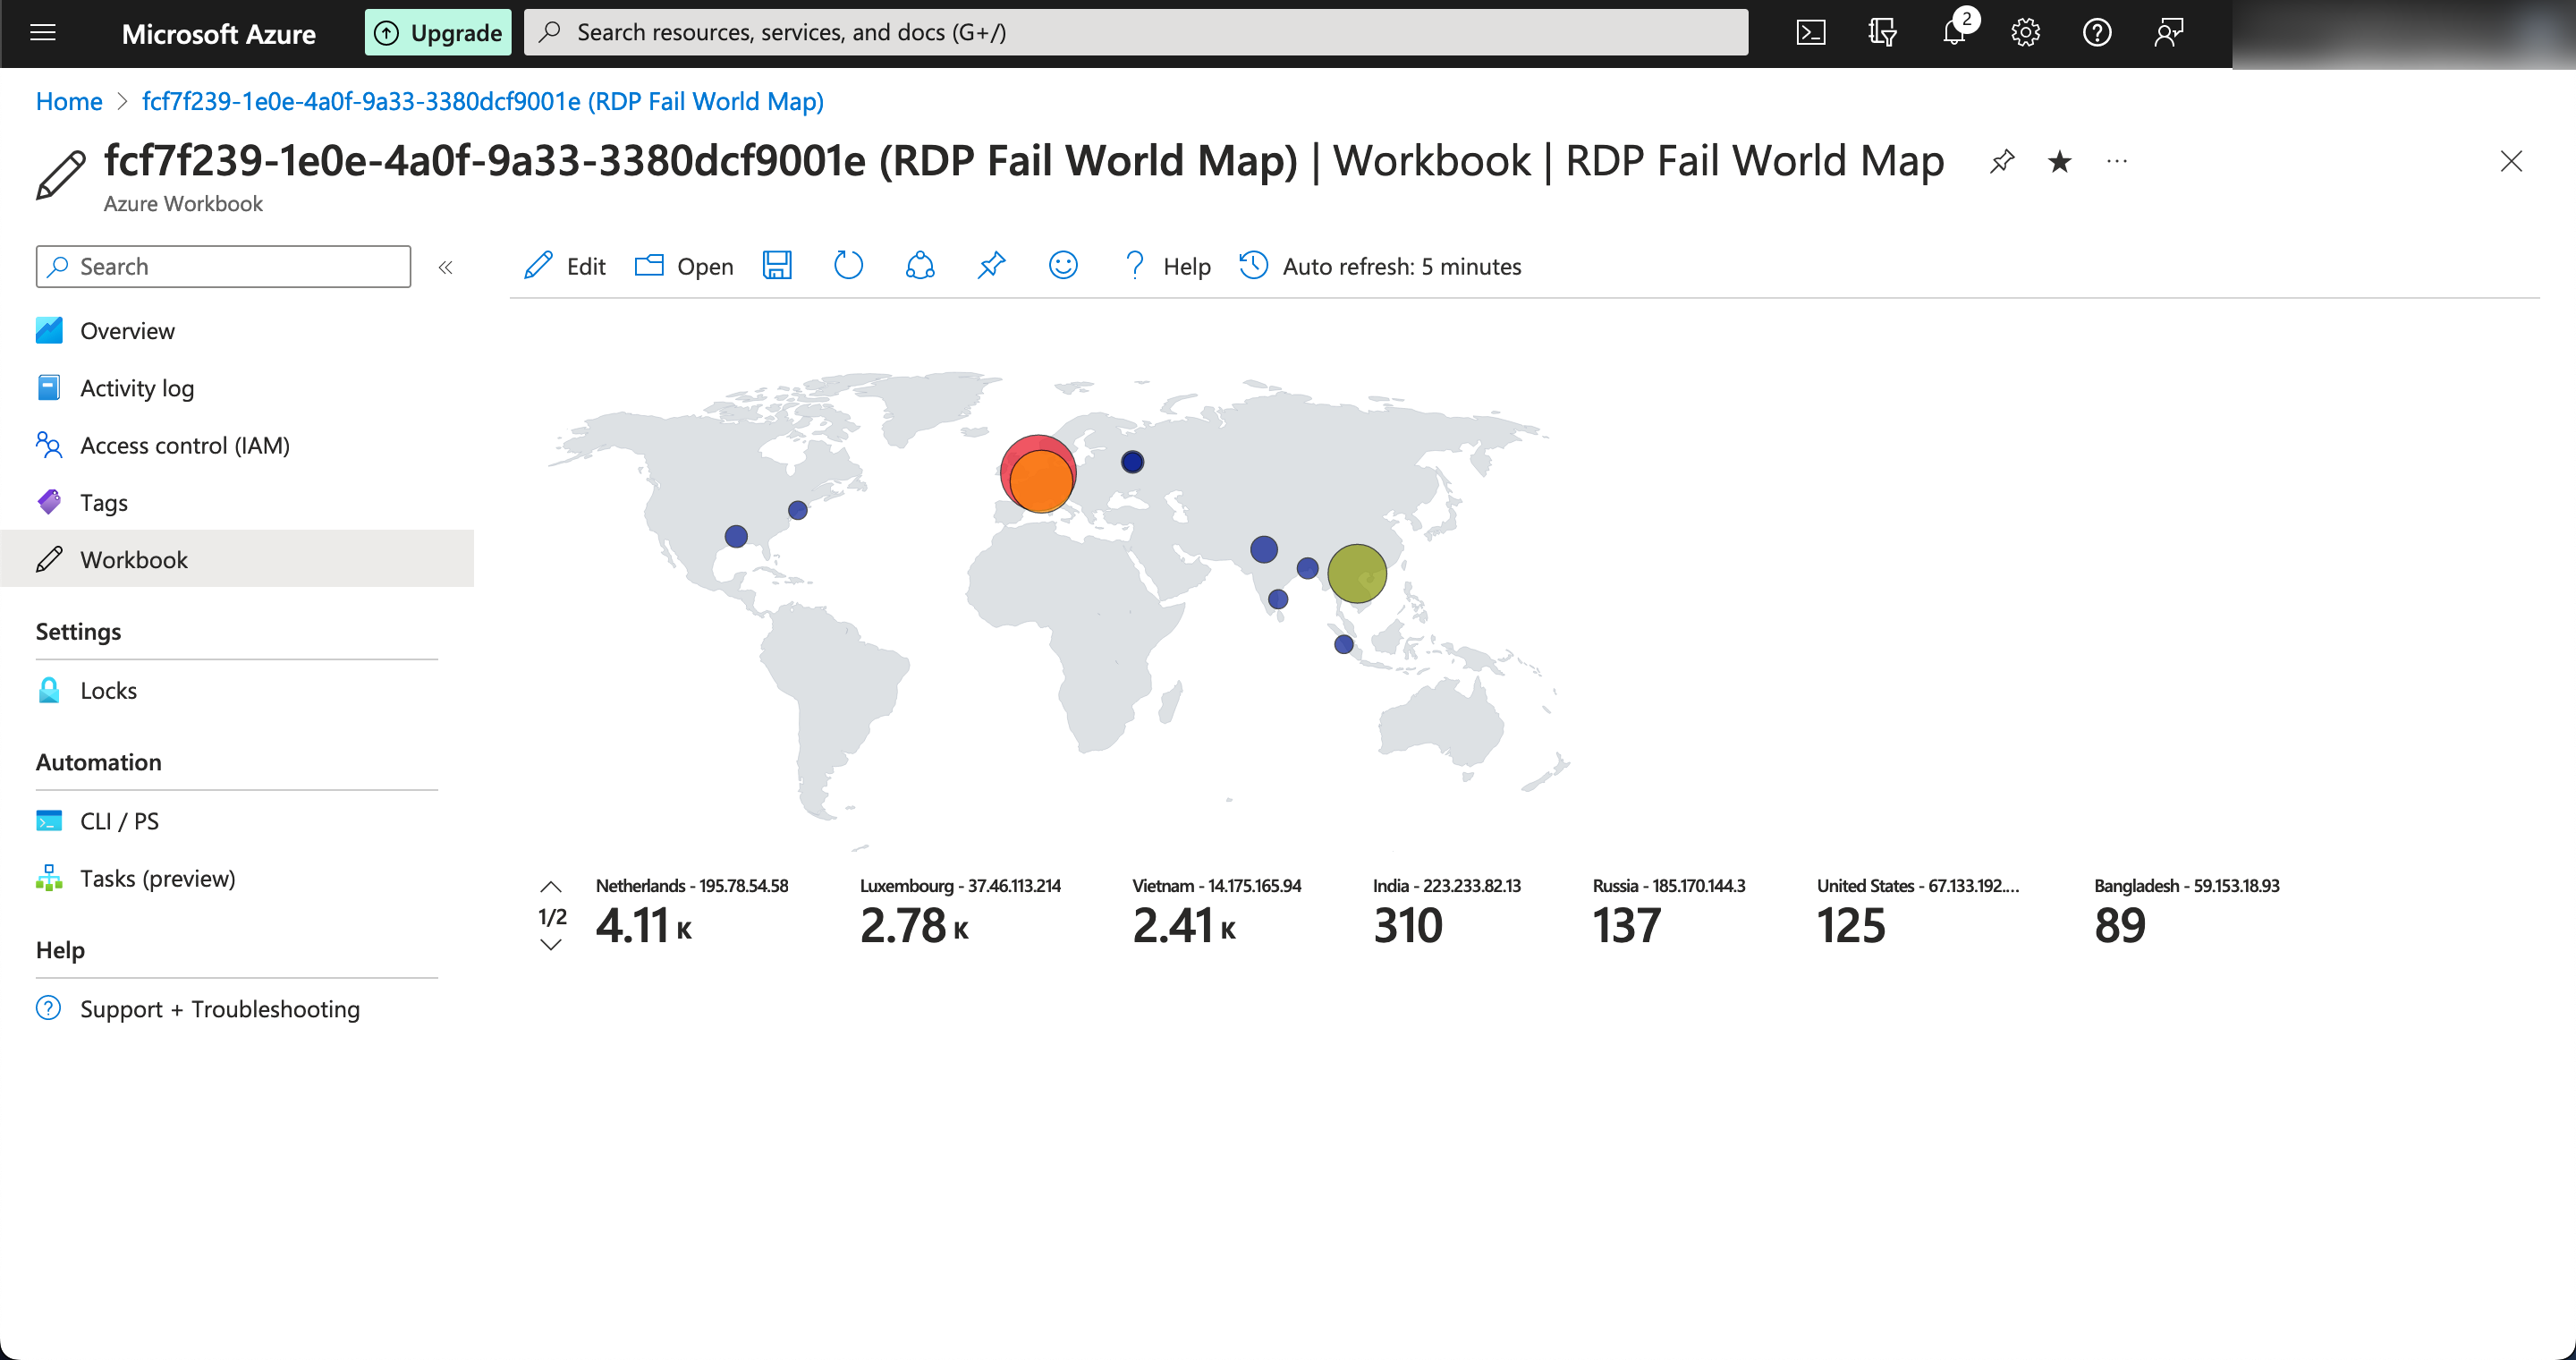 Microsoft Azure
Upgrade
Search resources, services, and docs (G+/)
2
Home > fcf7f239-1e0e-4a0f-9a33-3380dcf9001e (RDP Fail World Map)
fcf7f239-1e0e-4a0f-9a33-3380dcf9001e (RDP Fail World Map) | Workbook | RDP Fail World Map
Azure Workbook
Search
Edit
Open
Help
Auto refresh: 5 minutes
Overview
Activity log
Access control (IAM)
Tags
Workbook
Settings
Locks
Automation
CLI / PS
Tasks (preview)
Help
Support + Troubleshooting
1/2
Netherlands - 195.78.54.58
4.11 K
Luxembourg - 37.46.113.214
2.78 K
Vietnam - 14.175.165.94
2.41 K
India - 223.233.82.13
310
Russia - 185.170.144.3
137
United States - 67.133.192....
125
Bangladesh - 59.153.18.93
89